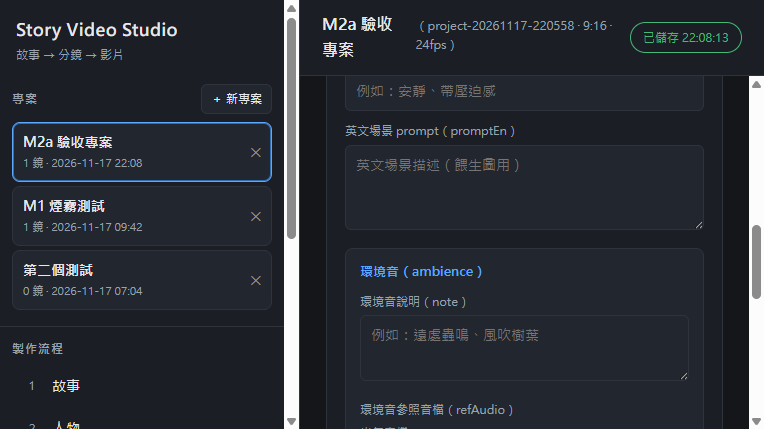 Story Video Studio
故事 → 分鏡 → 影片
專案
+ 新專案
M2a 驗收專案
1 鏡 · 2026-11-17 22:08
×
M1 煙霧測試
1 鏡 · 2026-11-17 09:42
×
第二個測試
0 鏡 · 2026-11-17 07:04
×
製作流程
1 故事
2 人物
M2a 驗收
專案
（project-20261117-220558 · 9:16 ·
24fps）
已儲存 22:08:13
例如：安靜、帶壓迫感
英文場景 prompt（promptEn）
英文場景描述（餵生圖用）
環境音（ambience）
環境音說明（note）
例如：遠處蟲鳴、風吹樹葉
環境音參照音檔（refAudio）